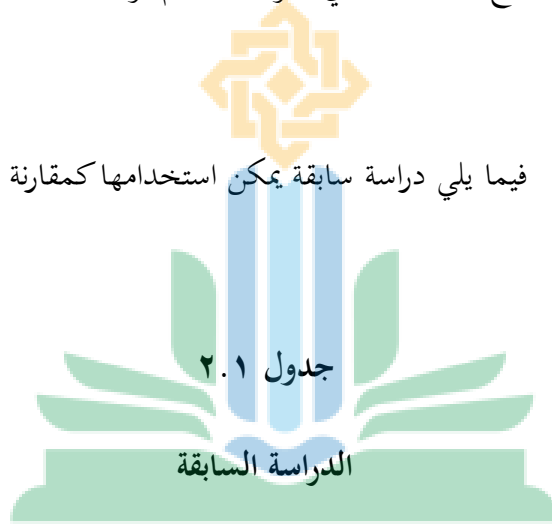 فيما يلي دراسة سابقة يمكن استخدامها كمقارنة
جدول ٢.١
الدراسة السابقة